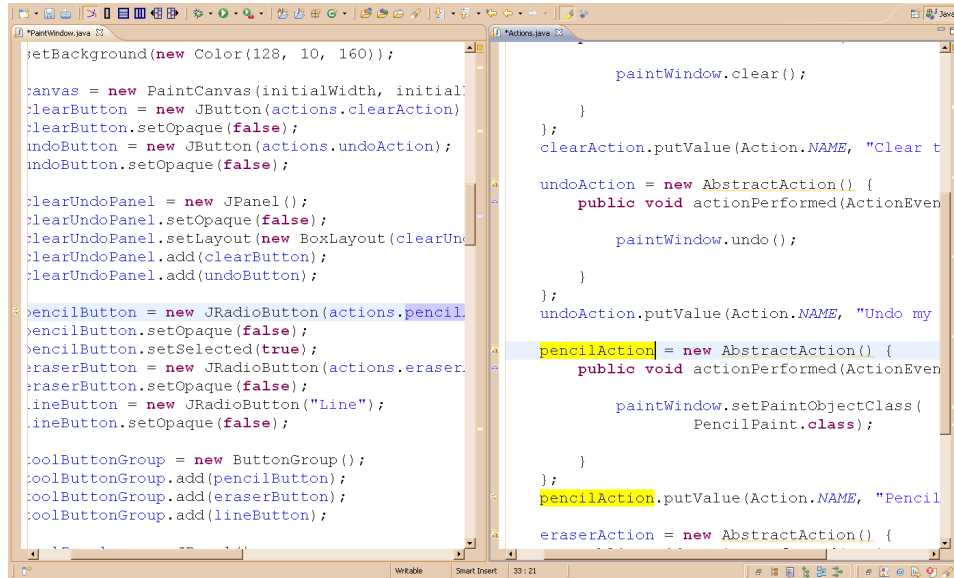 Java
*PaintWindow.java
setBackground(new Color(128, 10, 160));
canvas = new PaintCanvas(initialWidth, initial
clearButton = new JButton(actions.clearAction)
clearButton.setOpaque(false);
undoButton = new JButton(actions.undoAction);
undoButton.setOpaque(false);
clearUndoPanel = new JPanel();
clearUndoPanel.setOpaque(false);
clearUndoPanel.setLayout(new BoxLayout(clearUn
clearUndoPanel.add(clearButton);
clearUndoPanel.add(undoButton);
pencilButton = new JRadioButton(actions.pencil
pencilButton.setOpaque(false);
pencilButton.setSelected(true);
eraserButton = new JRadioButton(actions.eraser
eraserButton.setOpaque(false);
lineButton = new JRadioButton("Line");
lineButton.setOpaque(false);
toolButtonGroup = new ButtonGroup();
toolButtonGroup.add(pencilButton);
toolButtonGroup.add(eraserButton);
toolButtonGroup.add(lineButton);
*Actions.java
paintWindow.clear();
}
};
clearAction.putValue(Action.NAME, "Clear t
undoAction = new AbstractAction() {
public void actionPerformed(ActionEven
paintWindow.undo();
}
};
undoAction.putValue(Action.NAME, "Undo my
pencilAction = new AbstractAction() {
public void actionPerformed(ActionEven
paintWindow.setPaintObjectClass(
PencilPaint.class);
}
};
pencilAction.putValue(Action.NAME, "Pencil
eraserAction = new AbstractAction() {
Writable
Smart Insert
33 : 21